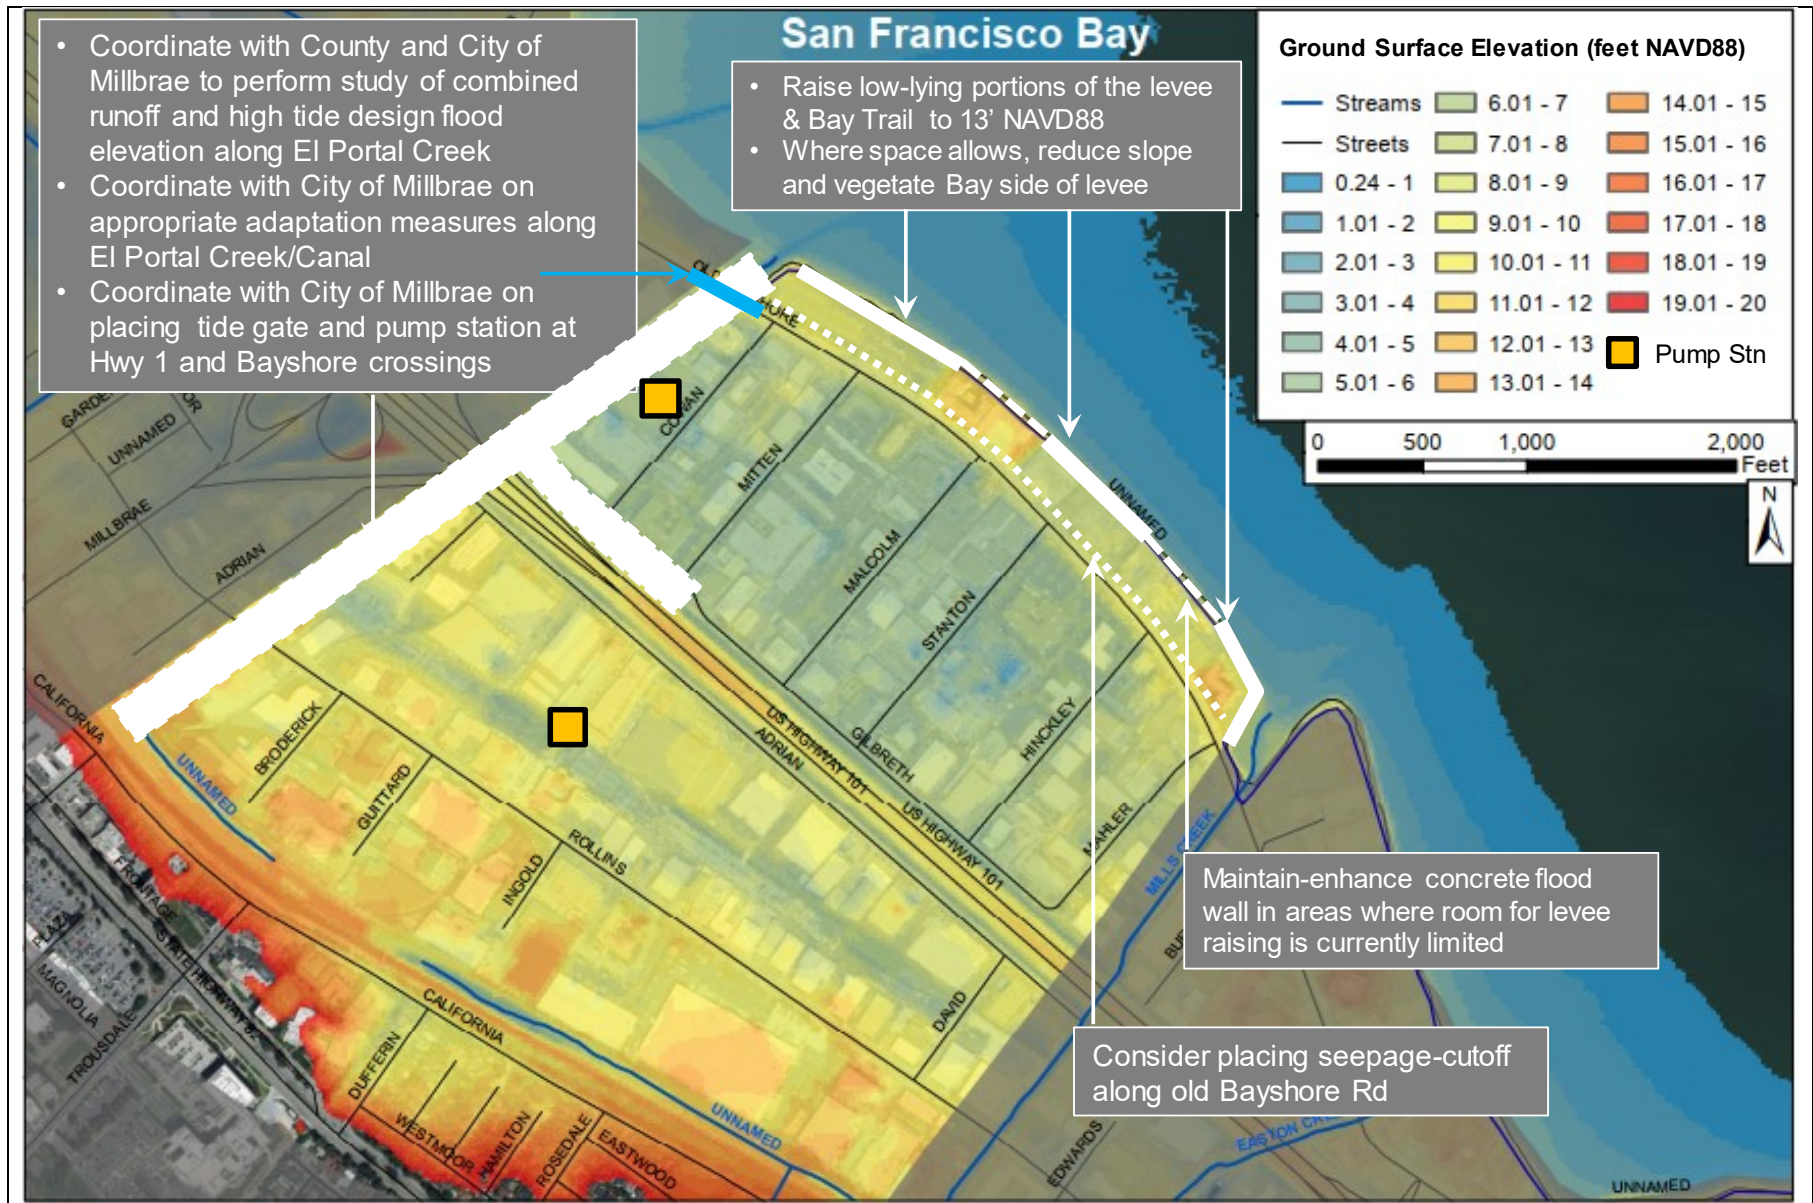 San Francisco Bay
• Coordinate with County and City of
Millbrae to perform study of combined
runoff and high tide design flood
elevation along El Portal Creek
• Coordinate with City of Millbrae on
appropriate adaptation measures along
El Portal Creek/Canal
• Coordinate with City of Millbrae on
placing tide gate and pump station at
Hwy 1 and Bayshore crossings
• Raise low-lying portions of the levee
& Bay Trail to 13' NAVD88
• Where space allows, reduce slope
and vegetate Bay side of levee
Ground Surface Elevation (feet NAVD88)
Streams
Streets
0.24 - 1
1.01 - 2
2.01 - 3
3.01 - 4
4.01 - 5
5.01 - 6
6.01 - 7
7.01 - 8
8.01 - 9
9.01 - 10
10.01 - 11
11.01 - 12
12.01 - 13
13.01 - 14
14.01 - 15
15.01 - 16
16.01 - 17
17.01 - 18
18.01 - 19
19.01 - 20
Pump Stn
0 500 1,000 2,000
Feet
N
UNNAMED
MILLBRAE
ADRIAN
COWAN
MITTEN
MALCOLM
STANTON
HINCKLEY
MAHLER
GILBRETH
UNNAMED
US HIGHWAY 101
ADRIAN
US HIGHWAY 101
CALIFORNIA
UNNAMED
BRODERICK
GUITTARD
INGOLD
ROLLINS
DAVID
CALIFORNIA
UNNAMED
FRONTAGE
STATE HIGHWAY 82
PLAZA
MAGNOLIA
TROUSDALE
DUFFERIN
WESTMOOR
HAMILTON
ROSEDALE
EASTWOOD
EDWARDS
MILLS CREEK
UNNAMED
Maintain-enhance concrete flood
wall in areas where room for levee
raising is currently limited
Consider placing seepage-cutoff
along old Bayshore Rd